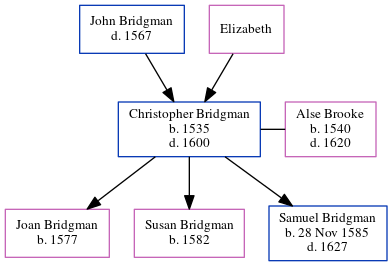 John Bridgman
d. 1567
Elizabeth
Christopher Bridgman
b. 1535
d. 1600
Alse Brooke
b. 1540
d. 1620
Joan Bridgman
b. 1577
Susan Bridgman
b. 1582
Samuel Bridgman
b. 28 Nov 1585
d. 1627